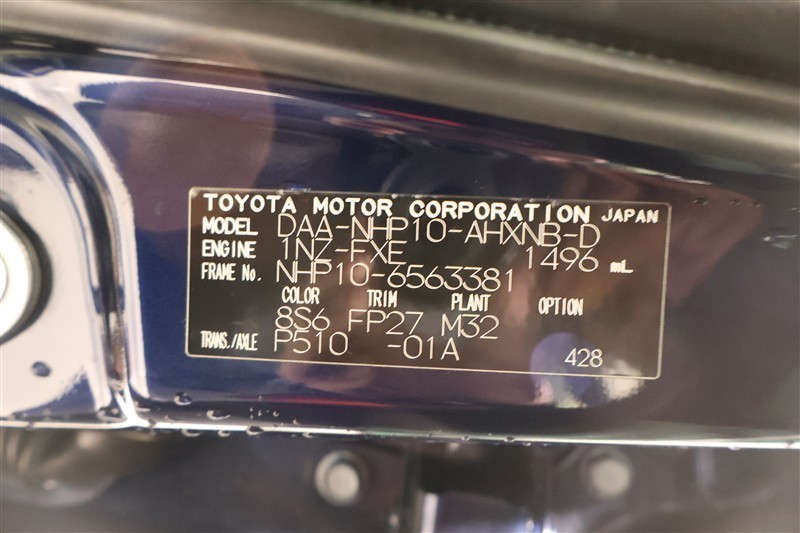 TOYOTA MOTOR CORPORATION JAPAN
MODEL DAA-NHP10-AHXNB-D
ENGINE 1NZ-FXE 1496 mL
FRAME No. NHP10-6563381
COLOR TRIM PLANT OPTION
8S6 FP27 M32
TRANS./AXLE P510 -01A 428